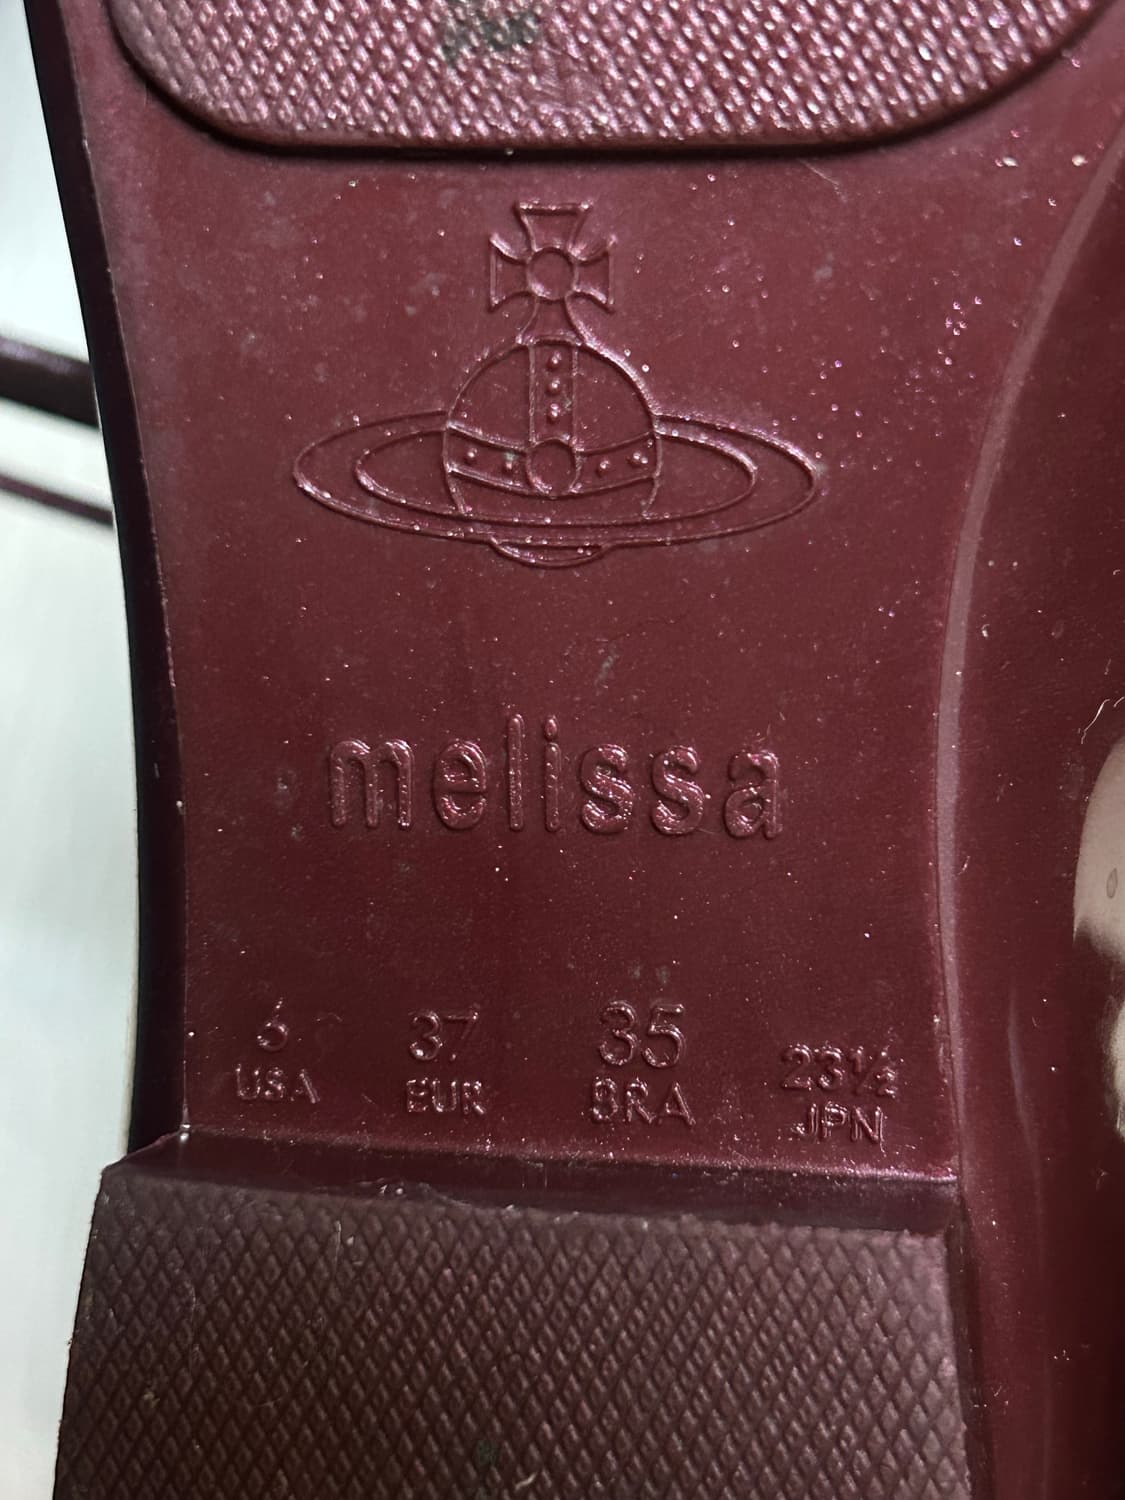 melissa
6 37 35 23½
USA EUR BRA JPN